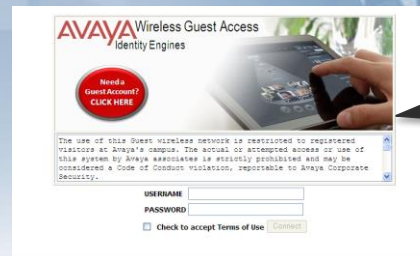 AVAYA Wireless Guest Access
Identity Engines
Need a
Guest Account?
CLICK HERE
The use of this Guest wireless network is restricted to registered
visitors at Avaya's campus. The actual or attempted access or use of
this system by Avaya associates is strictly prohibited and may be
considered a Code of Conduct violation, reportable to Avaya Corporate
Security.
USERNAME
PASSWORD
Check to accept Terms of Use Connect